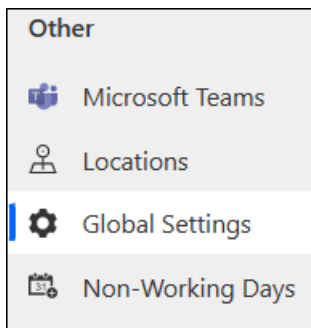 Other
Microsoft Teams
Locations
Global Settings
Non-Working Days